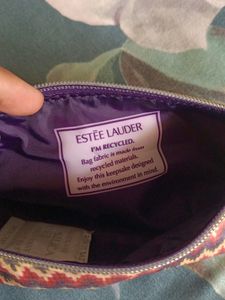 ESTĒE LAUDER
I'M RECYCLED.
Bag fabric is made from
recycled materials.
Enjoy this keepsake designed
with the environment in mind.